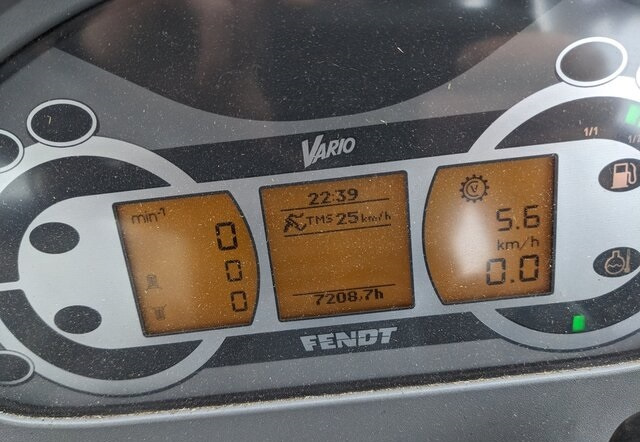 VARIO
1/1
min-1
0
0
0
22:39
TMS 25 km/h
7208,7h
V
5.6
km/h
0.0
FENDT